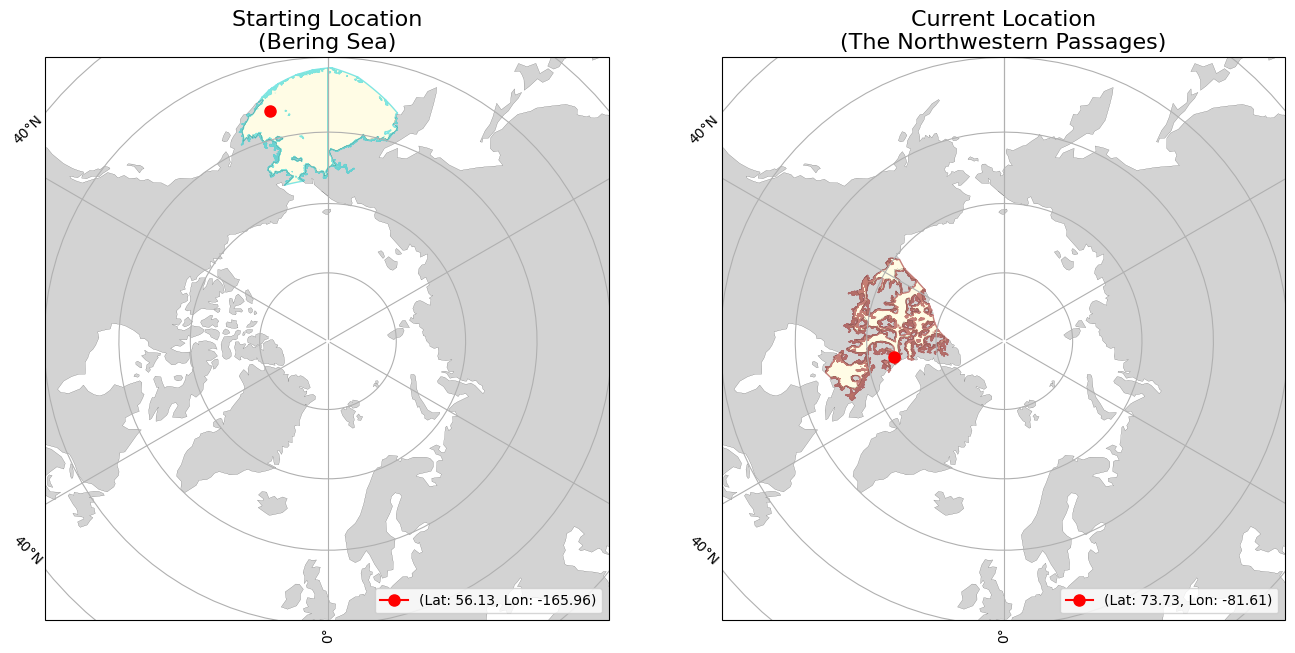 Starting Location
(Bering Sea)
40°N
40°N
0°
(Lat: 56.13, Lon: -165.96)
Current Location
(The Northwestern Passages)
40°N
40°N
0°
(Lat: 73.73, Lon: -81.61)